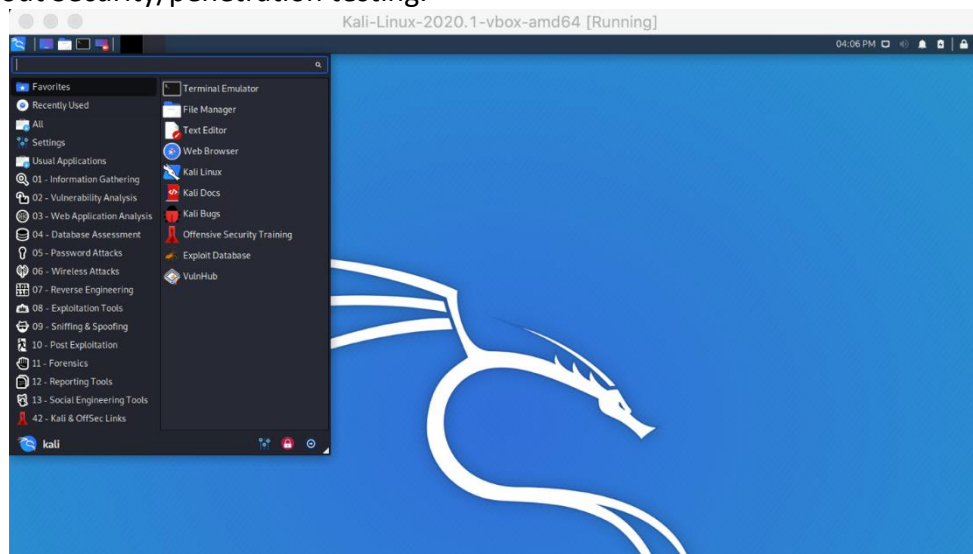 out Security/penetration testing.
Kali-Linux-2020.1-vbox-amd64 [Running]
04:06 PM
Favorites
Recently Used
All
Settings
Usual Applications
01 - Information Gathering
02 - Vulnerability Analysis
03 - Web Application Analysis
04 - Database Assessment
05 - Password Attacks
06 - Wireless Attacks
07 - Reverse Engineering
08 - Exploitation Tools
09 - Sniffing & Spoofing
10 - Post Exploitation
11 - Forensics
12 - Reporting Tools
13 - Social Engineering Tools
42 - Kali & OffSec Links
Terminal Emulator
File Manager
Text Editor
Web Browser
Kali Linux
Kali Docs
Kali Bugs
Offensive Security Training
Exploit Database
VulnHub
kali